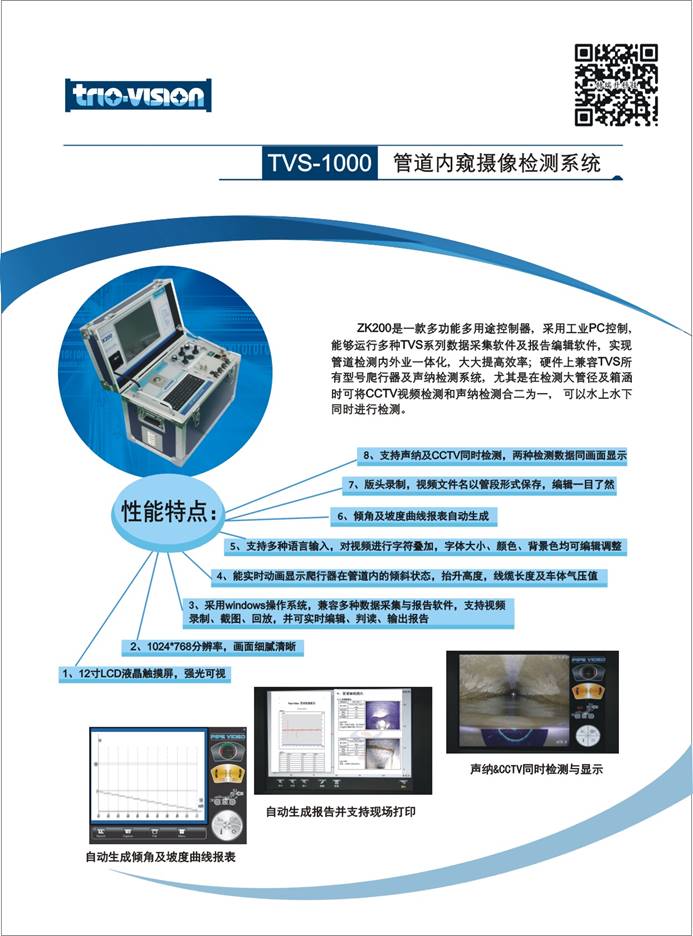 trio-vision
TVS-1000 管道内窥摄像检测系统
ZK200是一款多功能多用途控制器，采用工业PC控制，
能够运行多种TVS系列数据采集软件及报告编辑软件，实现
管道检测内外业一体化，大大提高效率；硬件上兼容TVS所
有型号爬行器及声纳检测系统，尤其是在检测大管径及箱涵
时可将CCTV视频检测和声纳检测合二为一， 可以水上水下
同时进行检测。
性能特点：
8、支持声纳及CCTV同时检测，两种检测数据同画面显示
7、版头录制，视频文件名以管段形式保存，编辑一目了然
6、倾角及坡度曲线报表自动生成
5、支持多种语言输入，对视频进行字符叠加，字体大小、颜色、背景色均可编辑调整
4、能实时动画显示爬行器在管道内的倾斜状态，抬升高度，线缆长度及车体气压值
3、采用windows操作系统，兼容多种数据采集与报告软件，支持视频
录制、截图、回放，并可实时编辑、判读、输出报告
2、1024*768分辨率，画面细腻清晰
1、12寸LCD液晶触摸屏，强光可视
PIPE VIDEO
PIPE VIDEO
声纳&CCTV同时检测与显示
自动生成报告并支持现场打印
自动生成倾角及坡度曲线报表